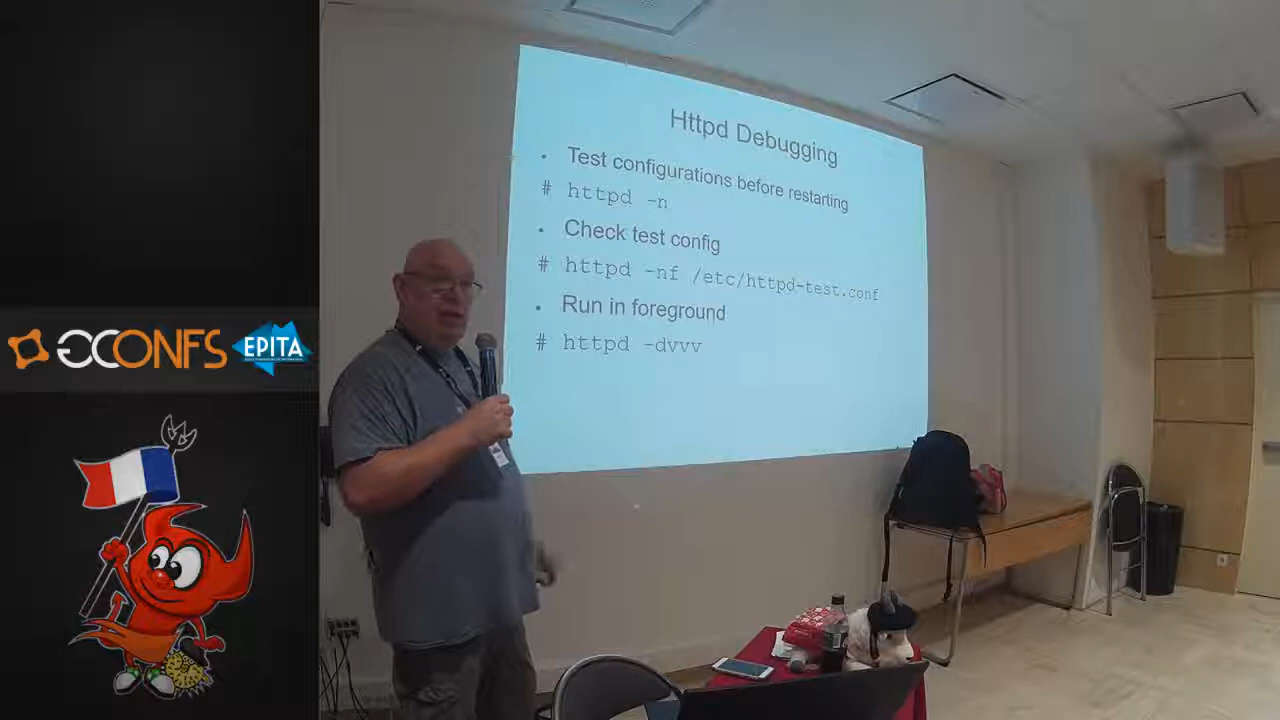 Httpd Debugging
· Test configurations before restarting
# httpd -n
· Check test config
# httpd -nf /etc/httpd-test.conf
· Run in foreground
# httpd -dvvv
GCONFS EPITA